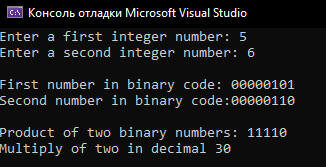 Консоль отладки Microsoft Visual Studio
Enter a first integer number: 5
Enter a second integer number: 6
First number in binary code: 00000101
Second number in binary code:00000110
Product of two binary numbers: 11110
Multiply of two in decimal 30